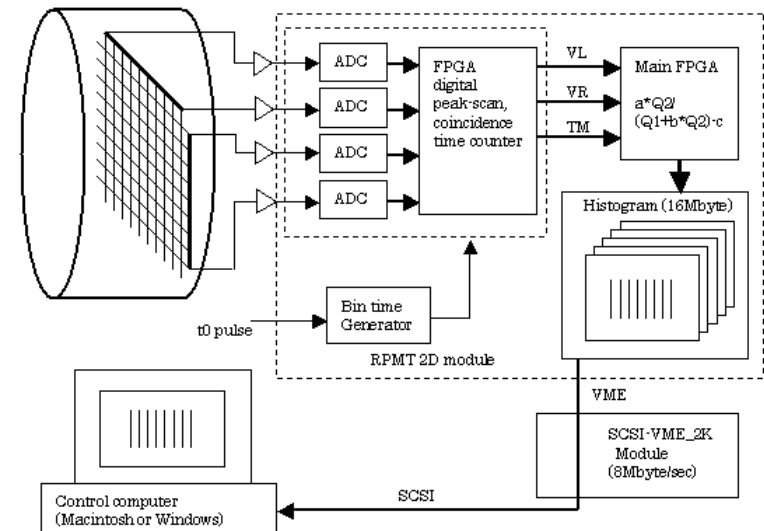 ADC
ADC
ADC
ADC
FPGA
digital
peak-scan,
coincidence
time counter
VL
VR
TM
Main FPGA
a*Q2/
(Q1+b*Q2)-c
Histogram (16Mbyte)
Bin time
Generator
t0 pulse
RPMT 2D module
VME
SCSI-VME_2K
Module
(8Mbyte/sec)
SCSI
Control computer
(Macintosh or Windows)